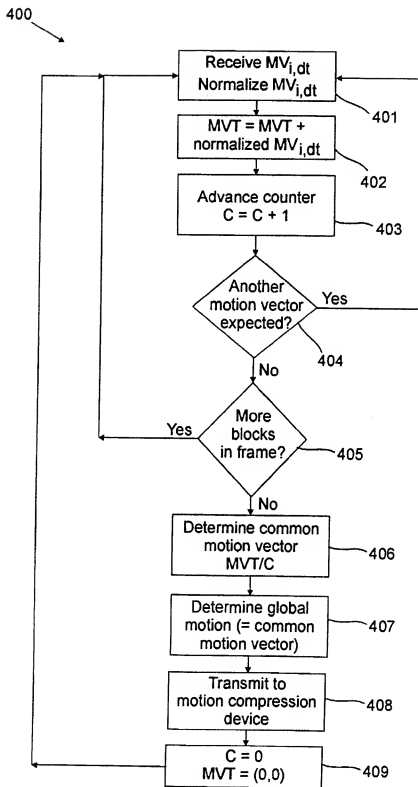 400
Receive MVi,dt
Normalize MVi,dt
401
MVT = MVT +
normalized MVi,dt
402
Advance counter
C = C + 1
403
Another
motion vector
expected?
Yes
404
No
More
blocks
in frame?
Yes
405
No
Determine common
motion vector
MVT/C
406
Determine global
motion (= common
motion vector)
407
Transmit to
motion compression
device
408
C = 0
MVT = (0,0)
409